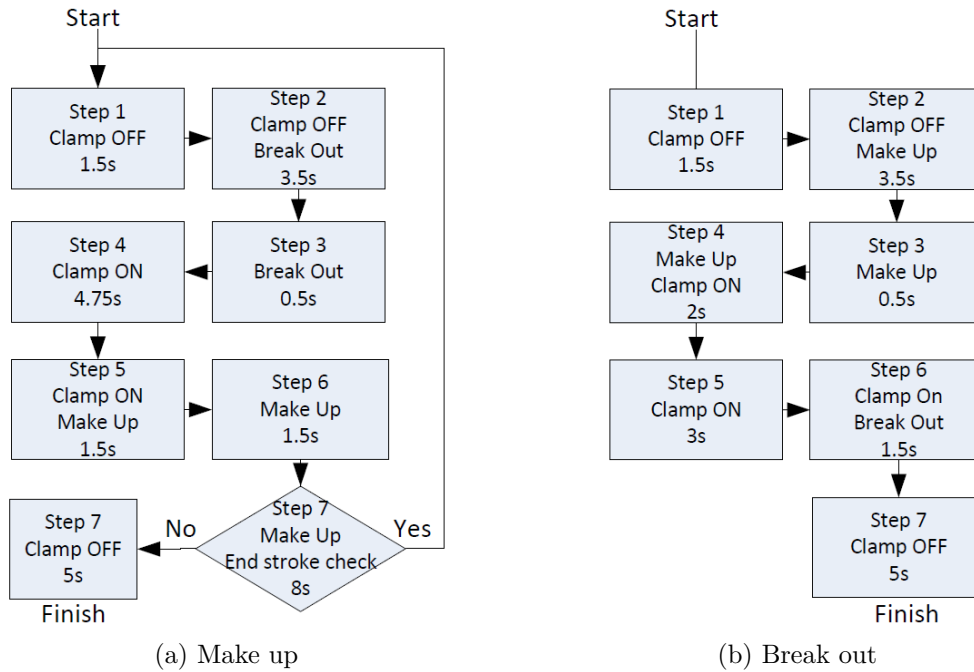 Start
Step 1
Clamp OFF
1.5s
Step 2
Clamp OFF
Break Out
3.5s
Step 3
Break Out
0.5s
Step 4
Clamp ON
4.75s
Step 5
Clamp ON
Make Up
1.5s
Step 6
Make Up
1.5s
Step 7
Make Up
End stroke check
8s
No
Yes
Step 7
Clamp OFF
5s
Finish
(a) Make up
Start
Step 1
Clamp OFF
1.5s
Step 2
Clamp OFF
Make Up
3.5s
Step 3
Make Up
0.5s
Step 4
Make Up
Clamp ON
2s
Step 5
Clamp ON
3s
Step 6
Clamp On
Break Out
1.5s
Step 7
Clamp OFF
5s
Finish
(b) Break out